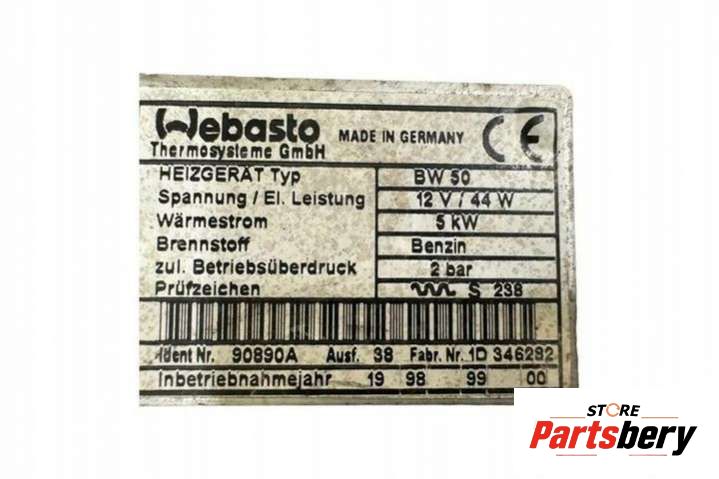 Webasto MADE IN GERMANY CE
Thermosysteme GmbH
HEIZGERÄT Typ BW 50
Spannung / El. Leistung 12 V / 44 W
Wärmestrom 5 kW
Brennstoff Benzin
zul. Betriebsüberdruck 2 bar
Prüfzeichen S 238
Ident Nr. 90890A Ausf. 38 Fabr. Nr. 1D 346292
Inbetriebnahmejahr 19 98 99 00
STORE
Partsbery